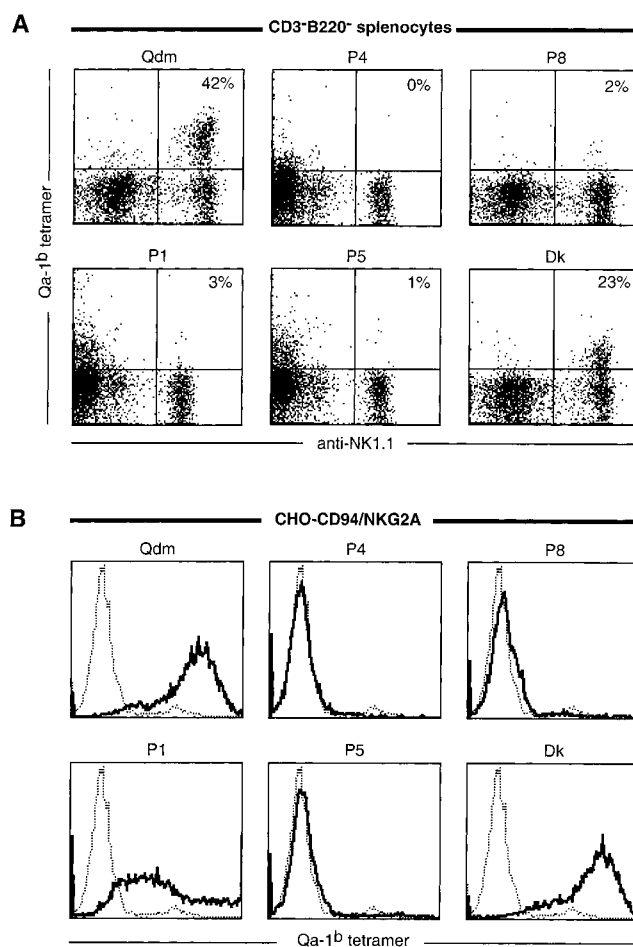 A
CD3-B220- splenocytes
Qdm
P4
P8
42%
0%
2%
P1
P5
Dk
3%
1%
23%
Qa-1b tetramer
anti-NK1.1
B
CHO-CD94/NKG2A
Qdm
P4
P8
P1
P5
Dk
Qa-1b tetramer